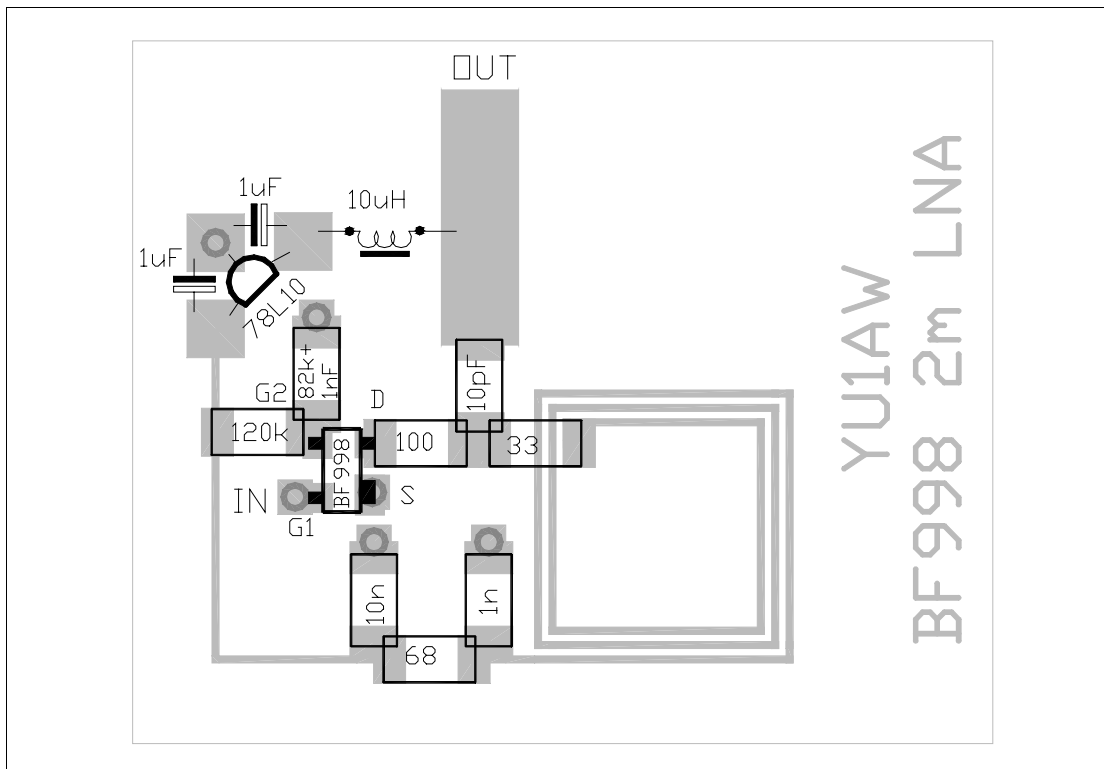 OUT
1uF
10uH
1uF
78L10
82k+
1nF
G2
D
10pF
120k
100
33
BF998
IN
S
G1
10n
1n
68
YU1AW
BF998 2m LNA